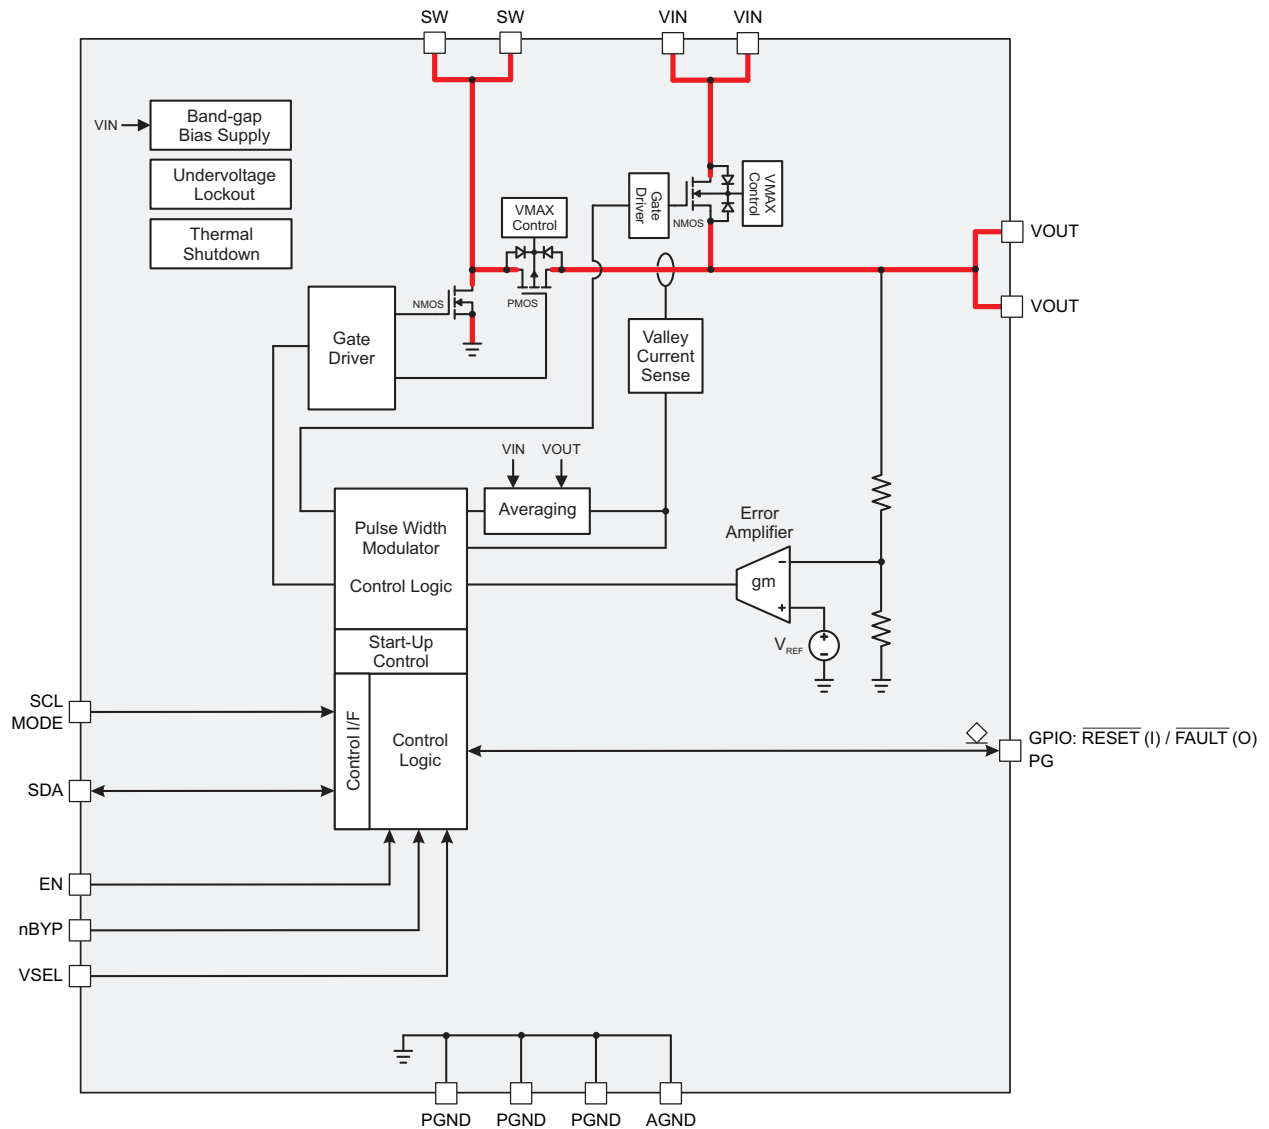 SW
SW
VIN
VIN
VIN
Band-gap
Bias Supply
Undervoltage
Lockout
Thermal
Shutdown
VMAX
Control
Gate
Driver
NMOS
VMAX
Control
VOUT
VOUT
NMOS
PMOS
Gate
Driver
Valley
Current
Sense
VIN
VOUT
Averaging
Pulse Width
Modulator
Control Logic
Error
Amplifier
gm
−
+
VREF
+
−
Start-Up
Control
Control I/F
Control
Logic
SCL
MODE
SDA
EN
nBYP
VSEL
GPIO: RESET (I) / FAULT (O)
PG
PGND
PGND
PGND
AGND